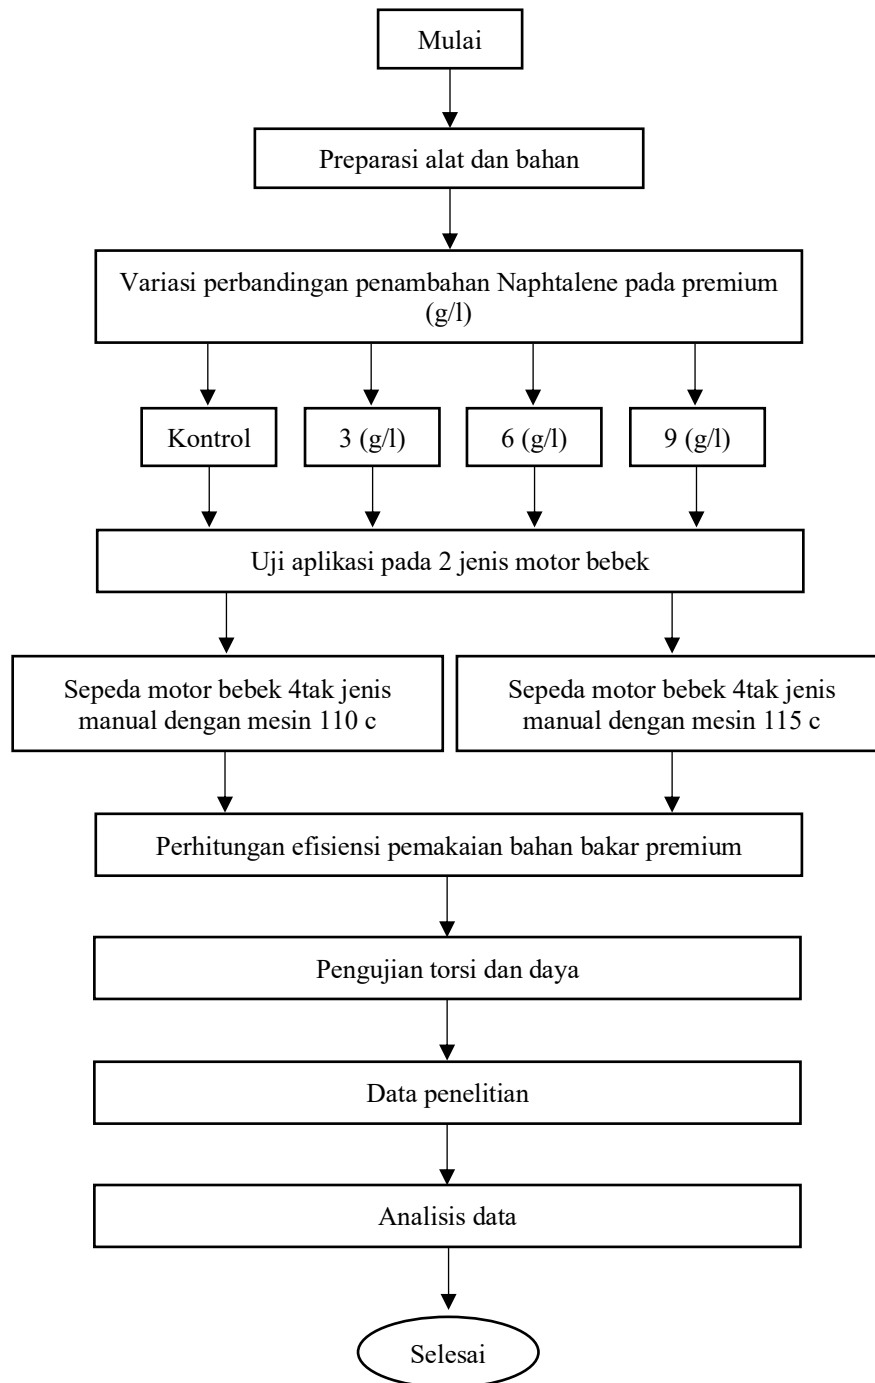 Mulai
Preparasi alat dan bahan
Variasi perbandingan penambahan Naphtalene pada premium
(g/l)
Kontrol
3 (g/l)
6 (g/l)
9 (g/l)
Uji aplikasi pada 2 jenis motor bebek
Sepeda motor bebek 4tak jenis
manual dengan mesin 110 c
Sepeda motor bebek 4tak jenis
manual dengan mesin 115 c
Perhitungan efisiensi pemakaian bahan bakar premium
Pengujian torsi dan daya
Data penelitian
Analisis data
Selesai